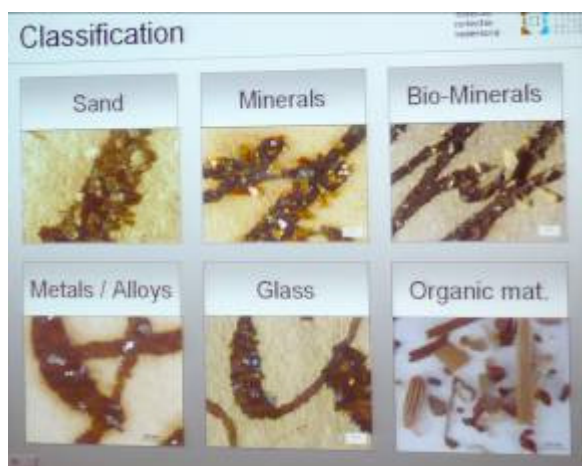 Classification
Sand
Minerals
Bio-Minerals
Metals / Alloys
Glass
Organic mat.